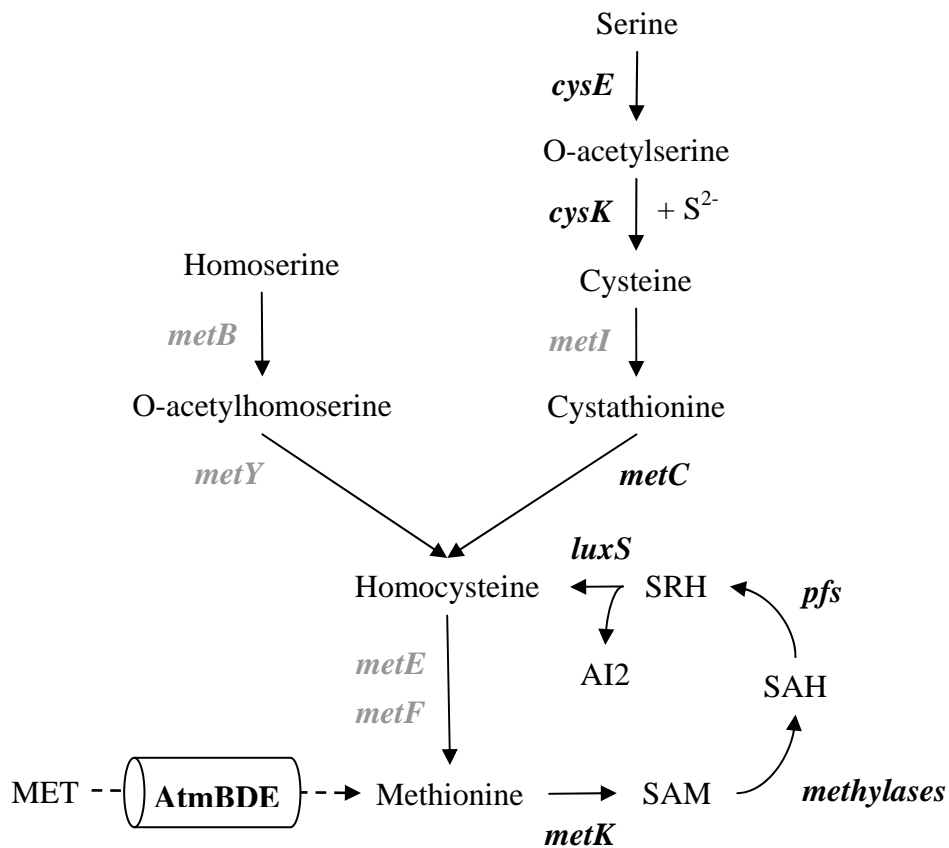 Serine
cysE
O-acetylserine
cysK + S²⁻
Homoserine
Cysteine
metB
metI
O-acetylhomoserine
Cystathionine
metY
metC
luxS
Homocysteine
SRH
pfs
metE
AI2
SAH
metF
MET
AtmBDE
Methionine
SAM
methylases
metK